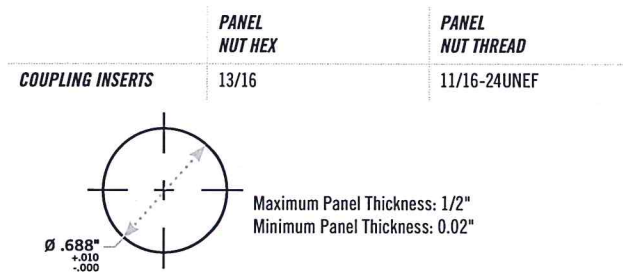 PANEL PANEL
NUT HEX NUT THREAD
COUPLING INSERTS 13/16 11/16-24UNEF
Maximum Panel Thickness: 1/2"
Minimum Panel Thickness: 0.02"
Ø .688"
+.010
-.000